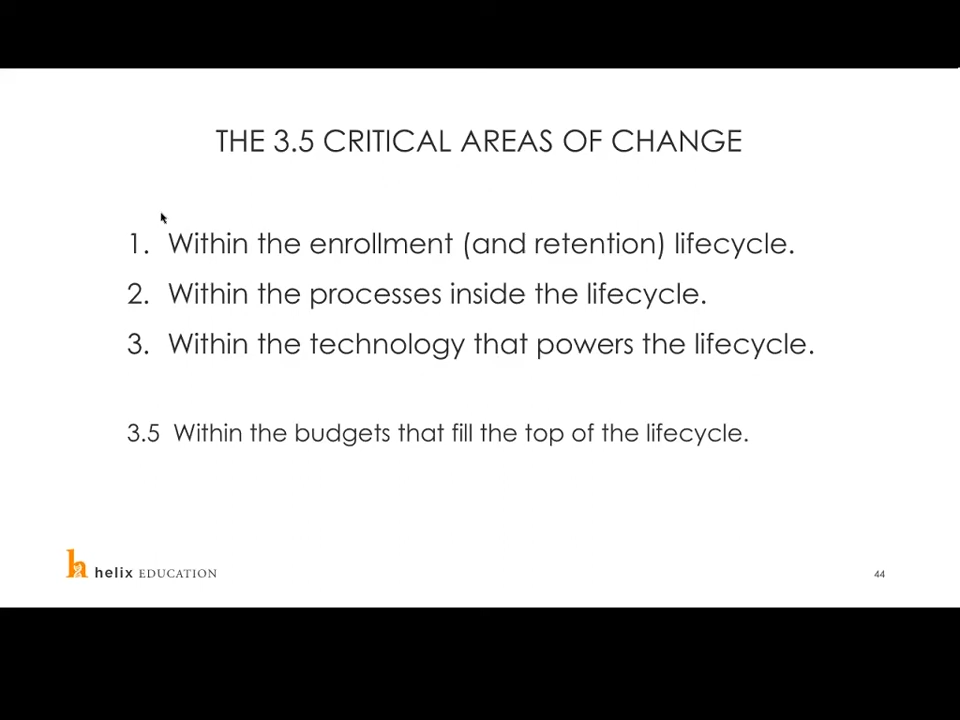 THE 3.5 CRITICAL AREAS OF CHANGE
1. Within the enrollment (and retention) lifecycle.
2. Within the processes inside the lifecycle.
3. Within the technology that powers the lifecycle.
3.5 Within the budgets that fill the top of the lifecycle.
h helix EDUCATION
44